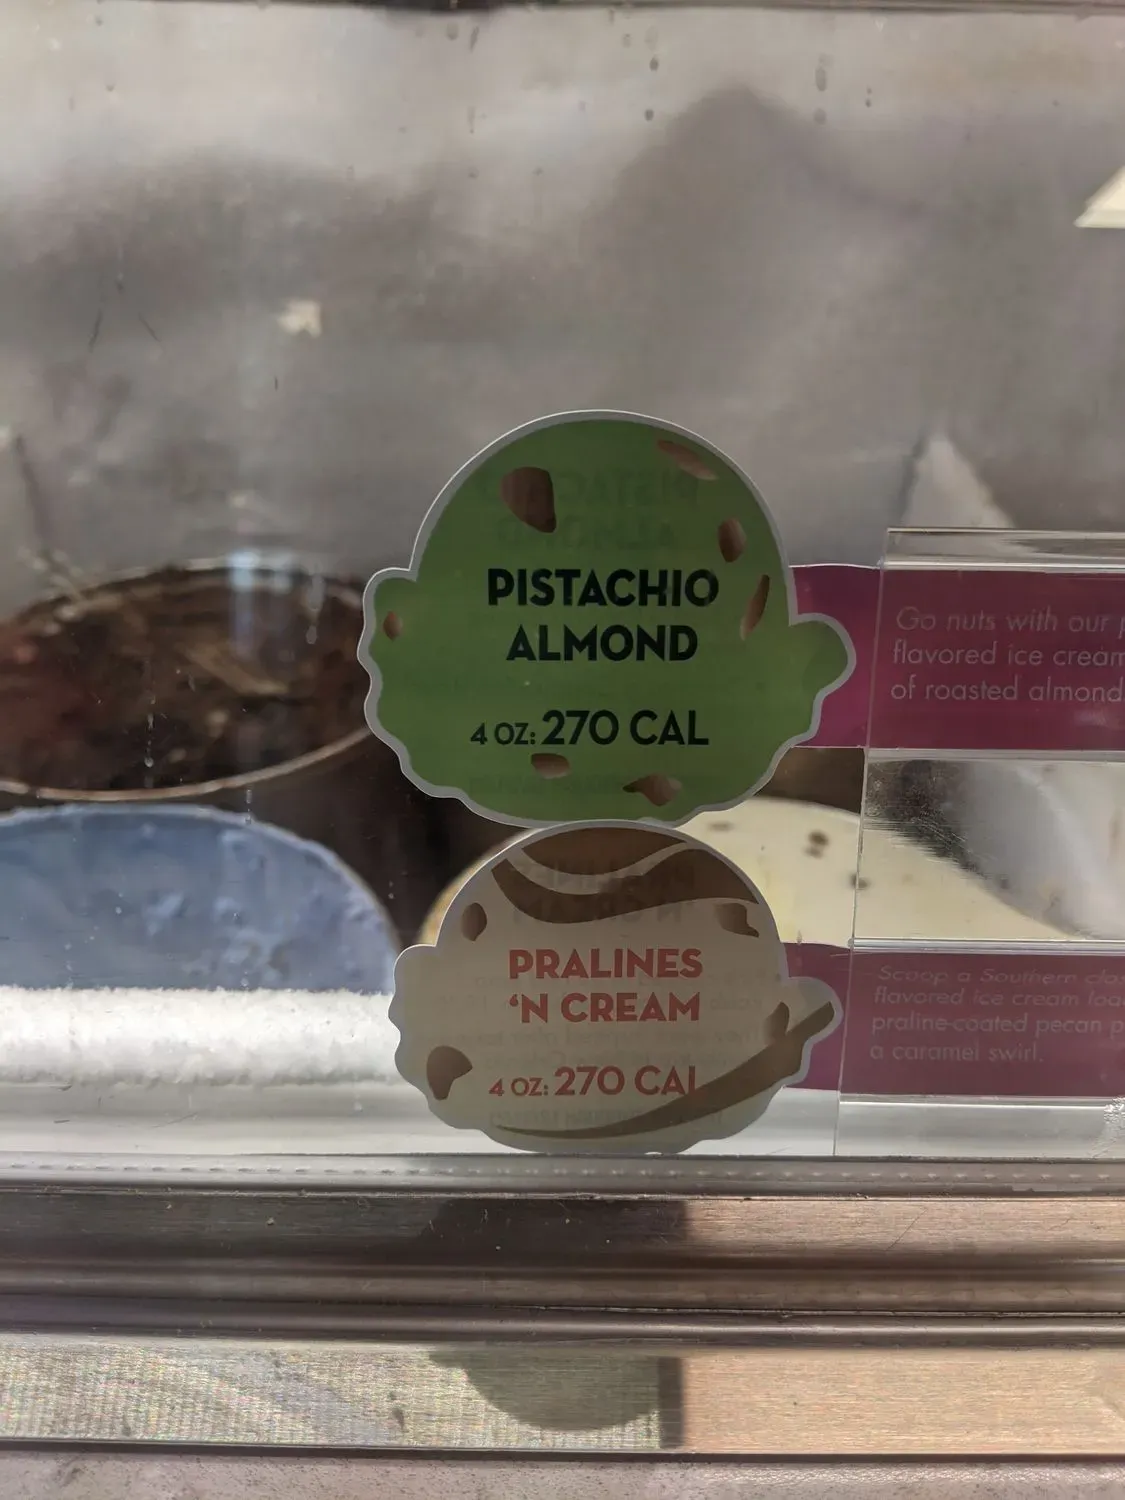 PISTACHIO
ALMOND
4 OZ: 270 CAL
Go nuts with our
flavored ice cream
of roasted almond
PRALINES
'N CREAM
4 OZ: 270 CAL
Scoop a Southern
flavored ice cream
praline-coated pecan
a caramel swirl.